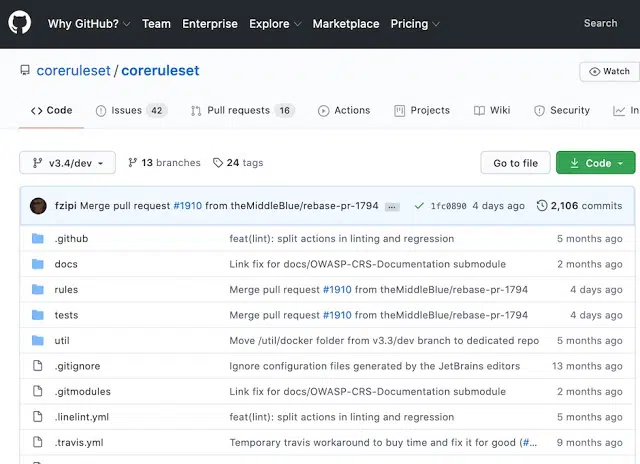 Why GitHub? Team Enterprise Explore Marketplace Pricing Search
coreruleset / coreruleset Watch
Code Issues 42 Pull requests 16 Actions Projects Wiki Security In
v3.4/dev 13 branches 24 tags Go to file Code
fzipi Merge pull request #1910 from theMiddleBlue/rebase-pr-1794 ... 1fc0890 4 days ago 2,106 commits
.github feat(lint): split actions in linting and regression 5 months ago
docs Link fix for docs/OWASP-CRS-Documentation submodule 2 months ago
rules Merge pull request #1910 from theMiddleBlue/rebase-pr-1794 4 days ago
tests Merge pull request #1910 from theMiddleBlue/rebase-pr-1794 4 days ago
util Move /util/docker folder from v3.3/dev branch to dedicated repo 5 months ago
.gitignore Ignore configuration files generated by the JetBrains editors 13 months ago
.gitmodules Link fix for docs/OWASP-CRS-Documentation submodule 2 months ago
.linelint.yml feat(lint): split actions in linting and regression 5 months ago
.travis.yml Temporary travis workaround to buy time and fix it for good (#... 9 months ago